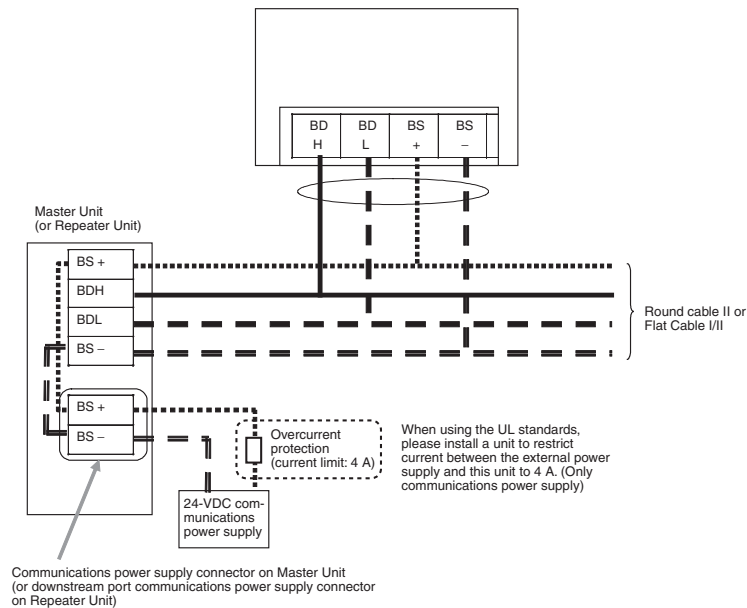 BD BD BS BS
H L + –
Master Unit
(or Repeater Unit)
BS +
BDH
BDL
BS –
Round cable II or
Flat Cable I/II
BS +
BS –
Overcurrent
protection
(current limit: 4 A)
When using the UL standards,
please install a unit to restrict
current between the external power
supply and this unit to 4 A. (Only
communications power supply)
24-VDC com-
munications
power supply
Communications power supply connector on Master Unit
(or downstream port communications power supply connector
on Repeater Unit)